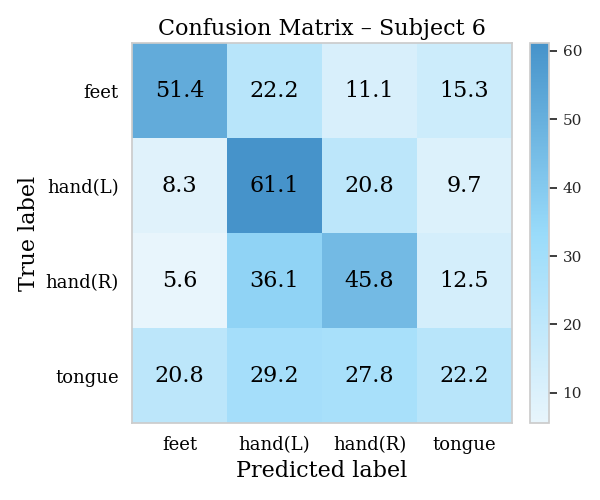 Confusion Matrix – Subject 6
feet 51.4 22.2 11.1 15.3
hand(L) 8.3 61.1 20.8 9.7
hand(R) 5.6 36.1 45.8 12.5
tongue 20.8 29.2 27.8 22.2
feet hand(L) hand(R) tongue
Predicted label
True label
60
50
40
30
20
10